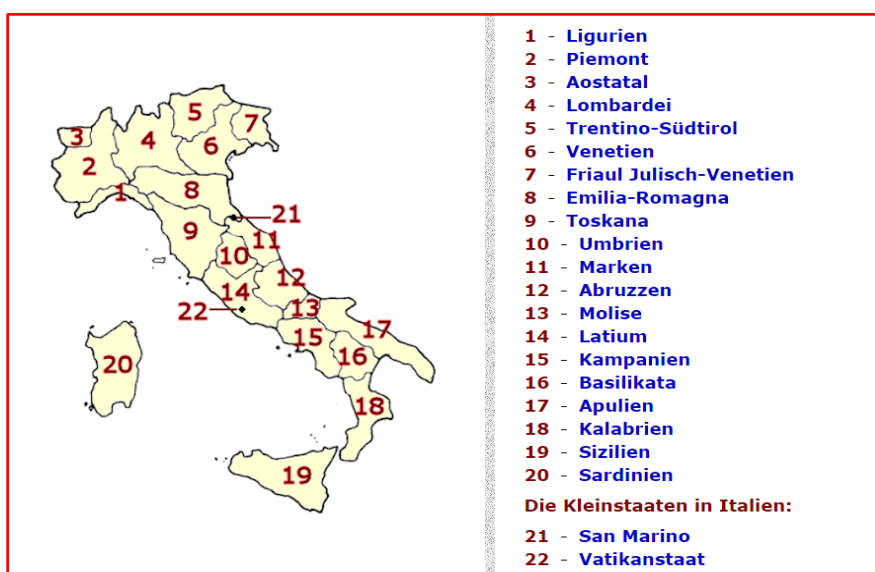 1 - Ligurien
2 - Piemont
3 - Aostatal
4 - Lombardei
5 - Trentino-Südtirol
6 - Venetien
7 - Friaul Julisch-Venetien
8 - Emilia-Romagna
9 - Toskana
10 - Umbrien
11 - Marken
12 - Abruzzen
13 - Molise
14 - Latium
15 - Kampanien
16 - Basilikata
17 - Apulien
18 - Kalabrien
19 - Sizilien
20 - Sardinien
Die Kleinstaaten in Italien:
21 - San Marino
22 - Vatikanstaat
5
7
3
4
6
2
1
8
21
9
11
10
12
14
22
13
15
17
16
20
18
19